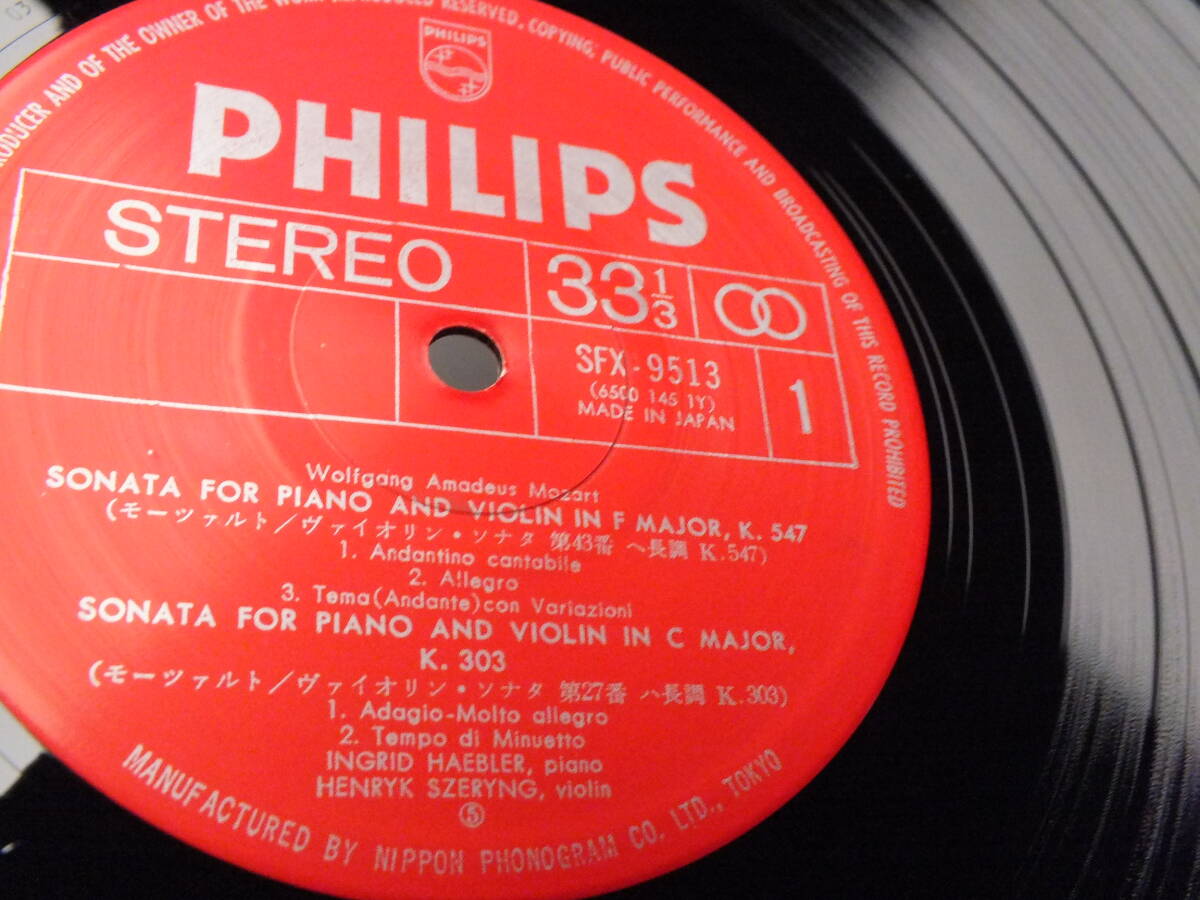 03
RODUCER AND OF THE OWNER OF THE WORK REPRODUCED RESERVED. COPYING; PUBLIC PERFORMANCE AND BROADCASTING OF THIS RECORD PROHIBITED
PHILIPS
PHILIPS
STEREO 33 1/3
SFX-9513
(6500 145 1Y)
MADE IN JAPAN
1
Wolfgang Amadeus Mozart
SONATA FOR PIANO AND VIOLIN IN F MAJOR, K. 547
(モーツァルト/ヴァイオリン・ソナタ 第43番 ヘ長調 K.547)
1. Andantino cantabile
2. Allegro
3. Tema (Andante) con Variazioni
SONATA FOR PIANO AND VIOLIN IN C MAJOR,
K. 303
(モーツァルト/ヴァイオリン・ソナタ 第27番 ハ長調 K.303)
1. Adagio-Molto allegro
2. Tempo di Minuetto
INGRID HAEBLER, piano
HENRYK SZERYNG, violin
⑤
MANUFACTURED BY NIPPON PHONOGRAM CO. LTD., TOKYO